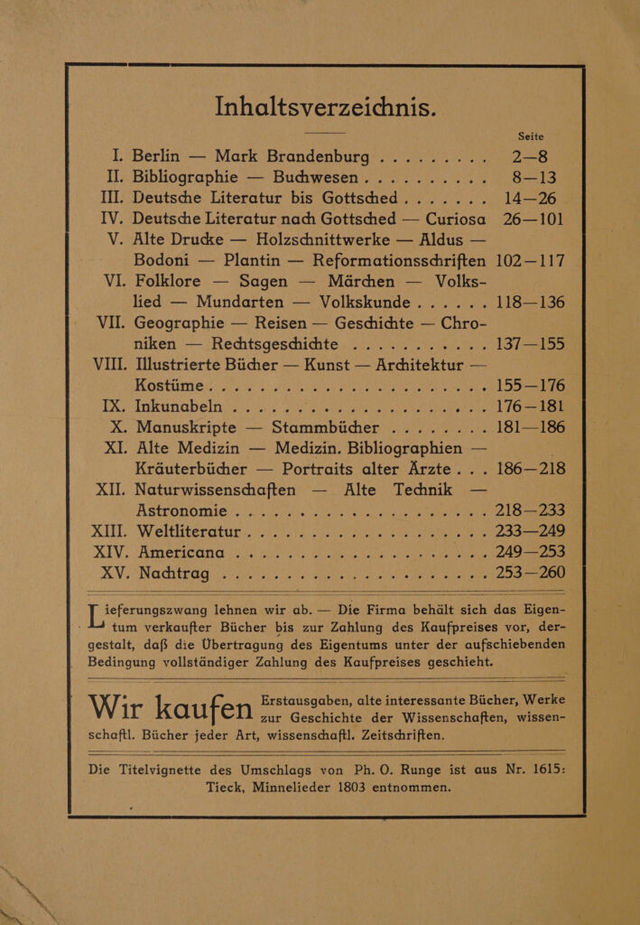 Inhaltsverzeichnis.
Seite
I. Berlin — Mark Brandenburg . . . . . . . . . 2—8
II. Bibliographie — Buchwesen . . . . . . . . . . 8—13
III. Deutsche Literatur bis Gottsched . . . . . . . 14—26
IV. Deutsche Literatur nach Gottsched — Curiosa 26—101
V. Alte Drucke — Holzschnittwerke — Aldus —
Bodoni — Plantin — Reformationsschriften 102—117
VI. Folklore — Sagen — Märchen — Volks-
lied — Mundarten — Volkskunde . . . . . . 118—136
VII. Geographie — Reisen — Geschichte — Chro-
niken — Rechtsgeschichte . . . . . . . . . . . 137—155
VIII. Illustrierte Bücher — Kunst — Architektur —
Kostüme . . . . . . . . . . . . . . . . . . . . . . 155—176
IX. Inkunabeln . . . . . . . . . . . . . . . . . . . . 176—181
X. Manuskripte — Stammbücher . . . . . . . . 181—186
XI. Alte Medizin — Medizin. Bibliographien —
Kräuterbücher — Portraits alter Ärzte . . . 186—218
XII. Naturwissenschaften — Alte Technik —
Astronomie . . . . . . . . . . . . . . . . . . . . 218—233
XIII. Weltliteratur . . . . . . . . . . . . . . . . . . . 233—249
XIV. Americana . . . . . . . . . . . . . . . . . . . . 249—253
XV. Nachtrag . . . . . . . . . . . . . . . . . . . . . 253—260
Lieferungszwang lehnen wir ab. — Die Firma behält sich das Eigen-
tum verkaufter Bücher bis zur Zahlung des Kaufpreises vor, der-
gestalt, daß die Übertragung des Eigentums unter der aufschiebenden
Bedingung vollständiger Zahlung des Kaufpreises geschieht.
Wir kaufen Erstausgaben, alte interessante Bücher, Werke
zur Geschichte der Wissenschaften, wissen-
schaftl. Bücher jeder Art, wissenschaftl. Zeitschriften.
Die Titelvignette des Umschlags von Ph. O. Runge ist aus Nr. 1615:
Tieck, Minnelieder 1803 entnommen.